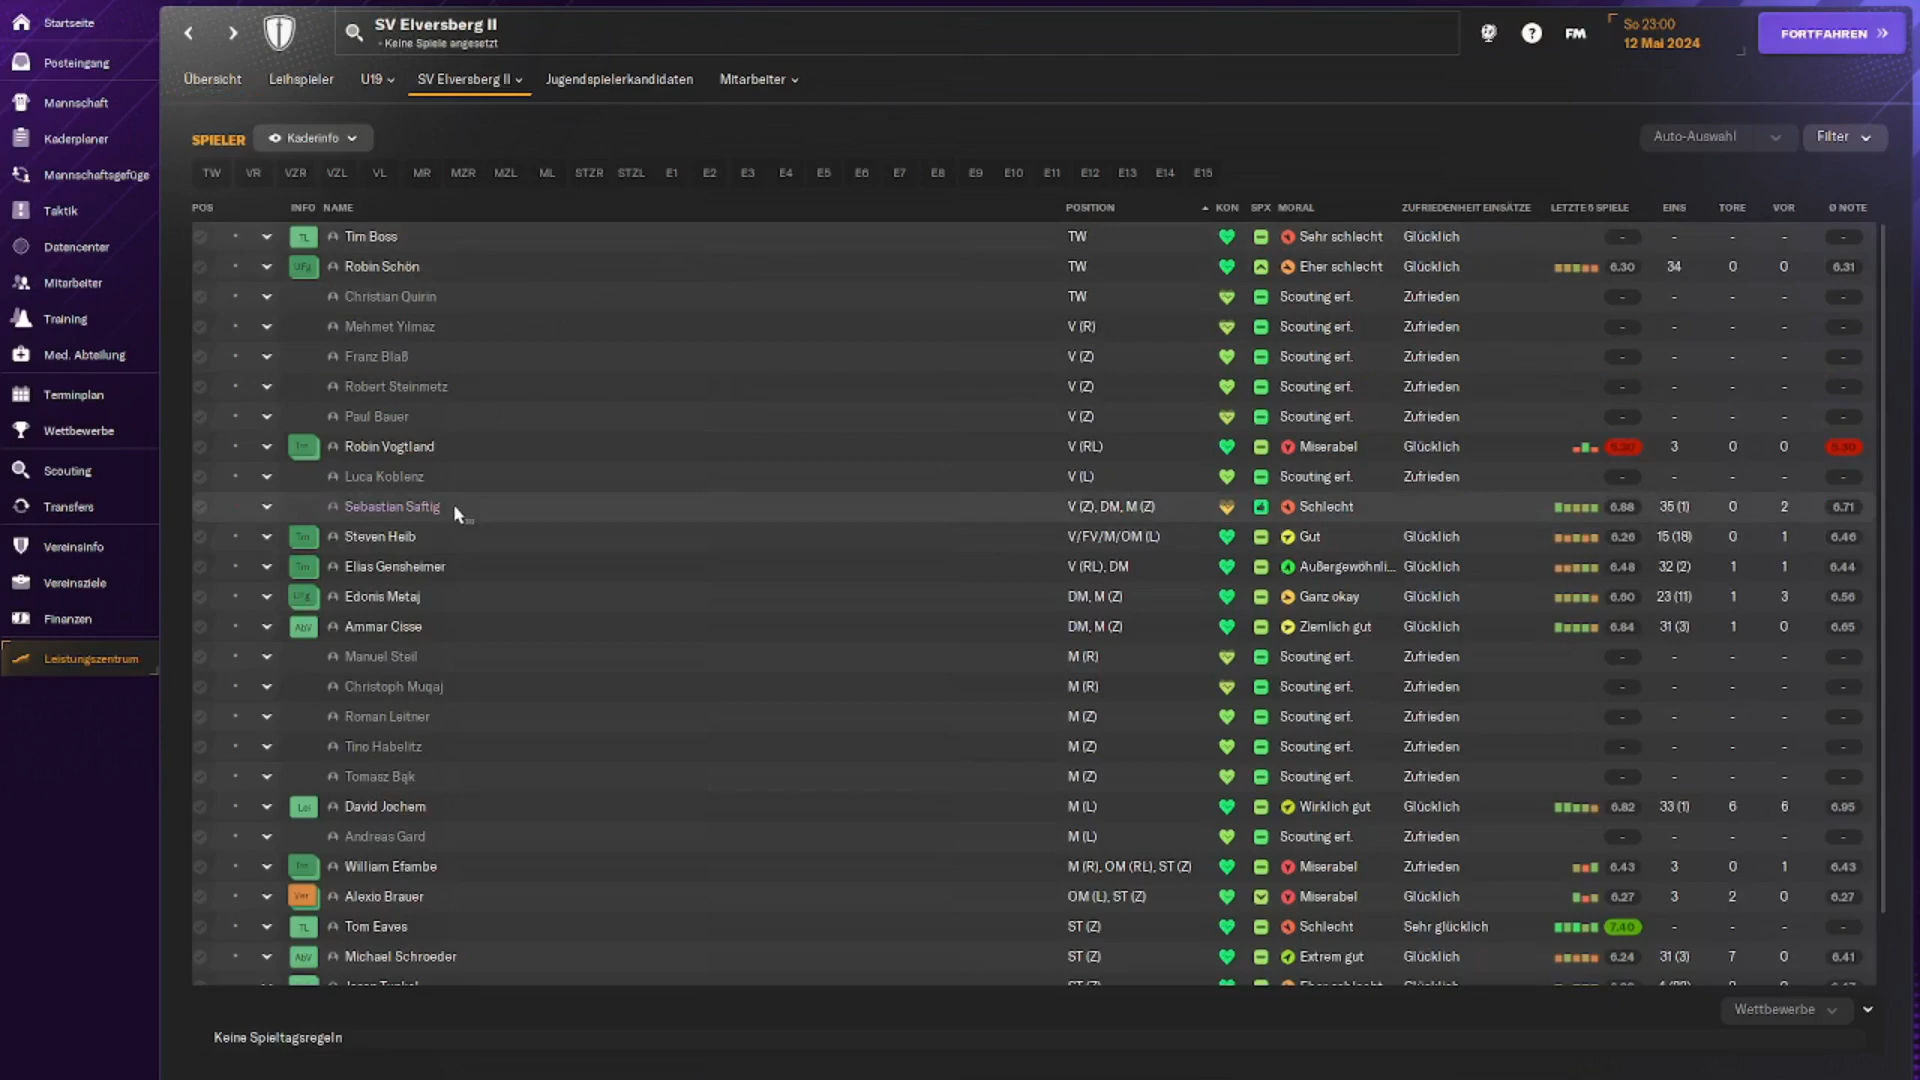 Startseite
Posteingang
Mannschaft
Kaderplaner
Mannschaftsgefüge
Taktik
Datencenter
Mitarbeiter
Training
Med. Abteilung
Terminplan
Wettbewerbe
Scouting
Transfers
Vereinsinfo
Vereinsziele
Finanzen
Leistungszentrum
SV Elversberg II
- Keine Spiele angesetzt
FM
So 23:00
12 Mai 2024
FORTFAHREN
Übersicht Leihspieler U19 SV Elversberg II Jugendspielerkandidaten Mitarbeiter
SPIELER Kaderinfo Auto-Auswahl Filter
TW VR VZR VZL VL MR MZR MZL ML STZR STZL E1 E2 E3 E4 E5 E6 E7 E8 E9 E10 E11 E12 E13 E14 E15
POS INFO NAME POSITION KON SPX MORAL ZUFRIEDENHEIT EINSÄTZE LETZTE 5 SPIELE EINS TORE VOR Ø NOTE
TL Tim Boss TW Sehr schlecht Glücklich - - - - -
UFg Robin Schön TW Eher schlecht Glücklich 6.30 34 0 0 6.31
Christian Quirin TW Scouting erf. Zufrieden - - - - -
Mehmet Yilmaz V (R) Scouting erf. Zufrieden - - - - -
Franz Blaß V (Z) Scouting erf. Zufrieden - - - - -
Robert Steinmetz V (Z) Scouting erf. Zufrieden - - - - -
Paul Bauer V (Z) Scouting erf. Zufrieden - - - - -
Trn Robin Vogtland V (RL) Miserabel Glücklich 3 0 0
Luca Koblenz V (L) Scouting erf. Zufrieden - - - - -
Sebastian Saftig V (Z), DM, M (Z) Schlecht 6.88 35 (1) 0 2 6.71
Trn Steven Heib V/FV/M/OM (L) Gut Glücklich 6.26 15 (18) 0 1 6.46
Trn Elias Gensheimer V (RL), DM Außergewöhnli... Glücklich 6.48 32 (2) 1 1 6.44
UFg Edonis Metaj DM, M (Z) Ganz okay Glücklich 6.60 23 (11) 1 3 6.56
AbV Ammar Cisse DM, M (Z) Ziemlich gut Glücklich 6.84 31 (3) 1 0 6.65
Manuel Steil M (R) Scouting erf. Zufrieden - - - - -
Christoph Muqaj M (R) Scouting erf. Zufrieden - - - - -
Roman Leitner M (Z) Scouting erf. Zufrieden - - - - -
Tino Habelitz M (Z) Scouting erf. Zufrieden - - - - -
Tomasz Bąk M (Z) Scouting erf. Zufrieden - - - - -
Lei David Jochem M (L) Wirklich gut Glücklich 6.82 33 (1) 6 6 6.95
Andreas Gard M (L) Scouting erf. Zufrieden - - - - -
Trn William Efambe M (R), OM (RL), ST (Z) Miserabel Zufrieden 6.43 3 0 1 6.43
Ver Alexio Brauer OM (L), ST (Z) Miserabel Glücklich 6.27 3 2 0 6.27
TL Tom Eaves ST (Z) Schlecht Sehr glücklich 7.40 - - - -
AbV Michael Schroeder ST (Z) Extrem gut Glücklich 6.24 31 (3) 7 0 6.41
Wettbewerbe
Keine Spieltagsregeln